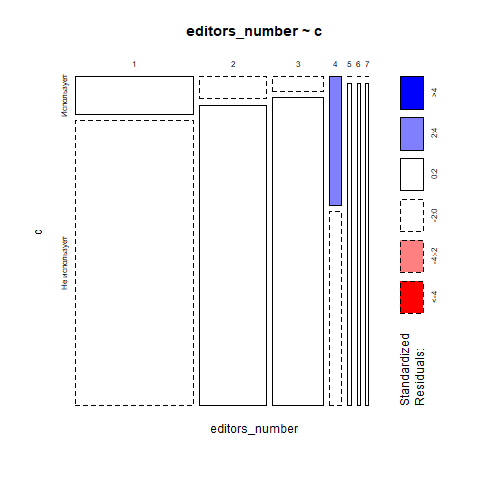 editors_number ~ c
1 2 3 4 5 6 7
Использует
Не использует
c
editors_number
>4
2:4
0:2
-2:0
-4:-2
<-4
Standardized
Residuals: